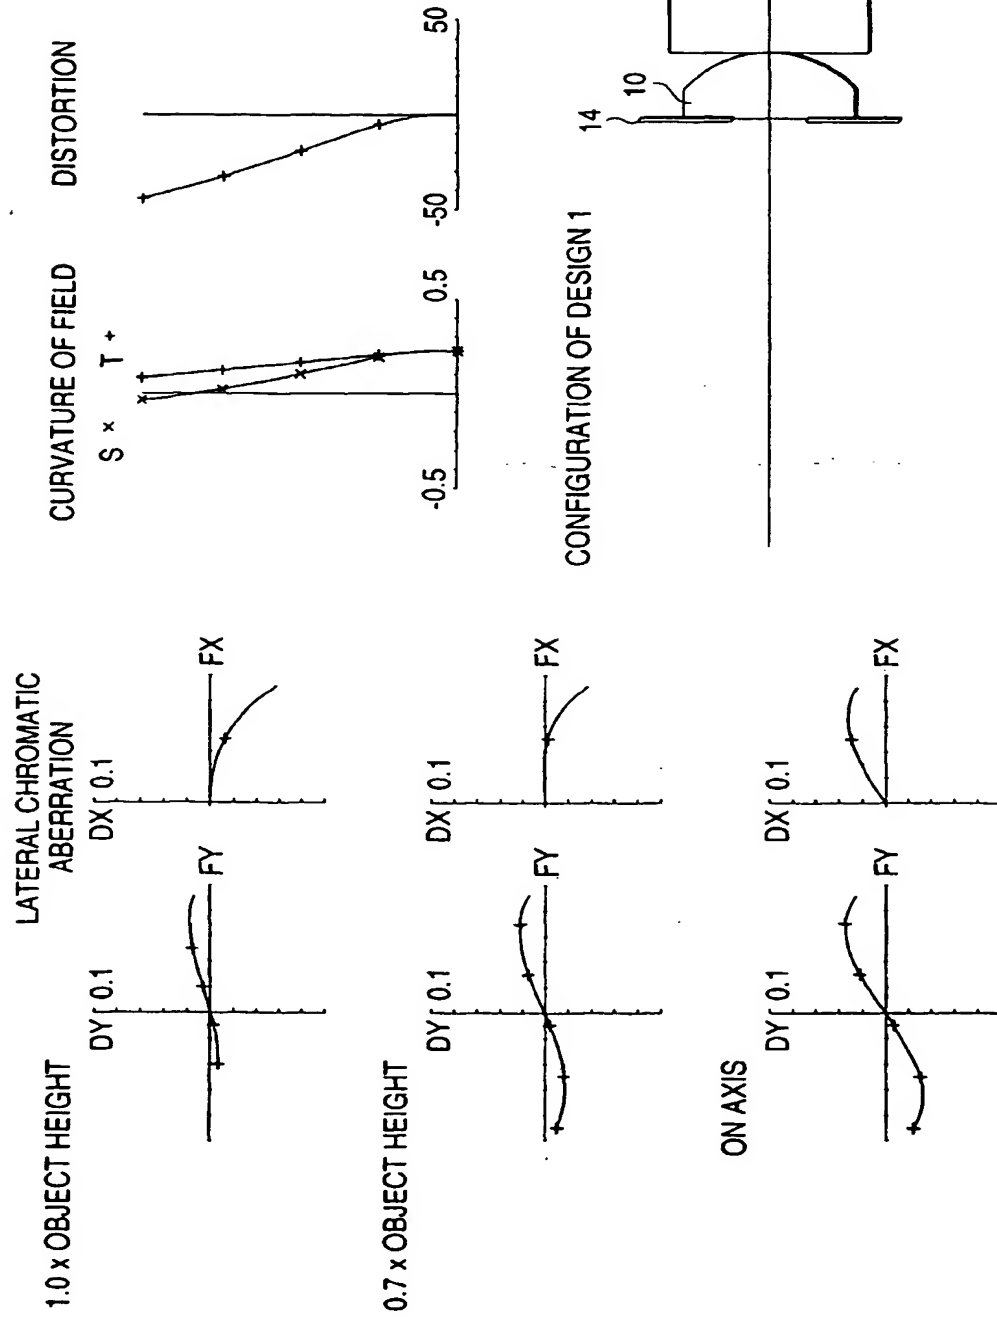 LATERAL CHROMATIC
ABERRATION
1.0 x OBJECT HEIGHT
DY 0.1
FY
DX 0.1
FX
0.7 x OBJECT HEIGHT
DY 0.1
FY
DX 0.1
FX
ON AXIS
DY 0.1
FY
DX 0.1
FX
CURVATURE OF FIELD
S × T +
-0.5
0.5
DISTORTION
-50
50
CONFIGURATION OF DESIGN 1
14
10